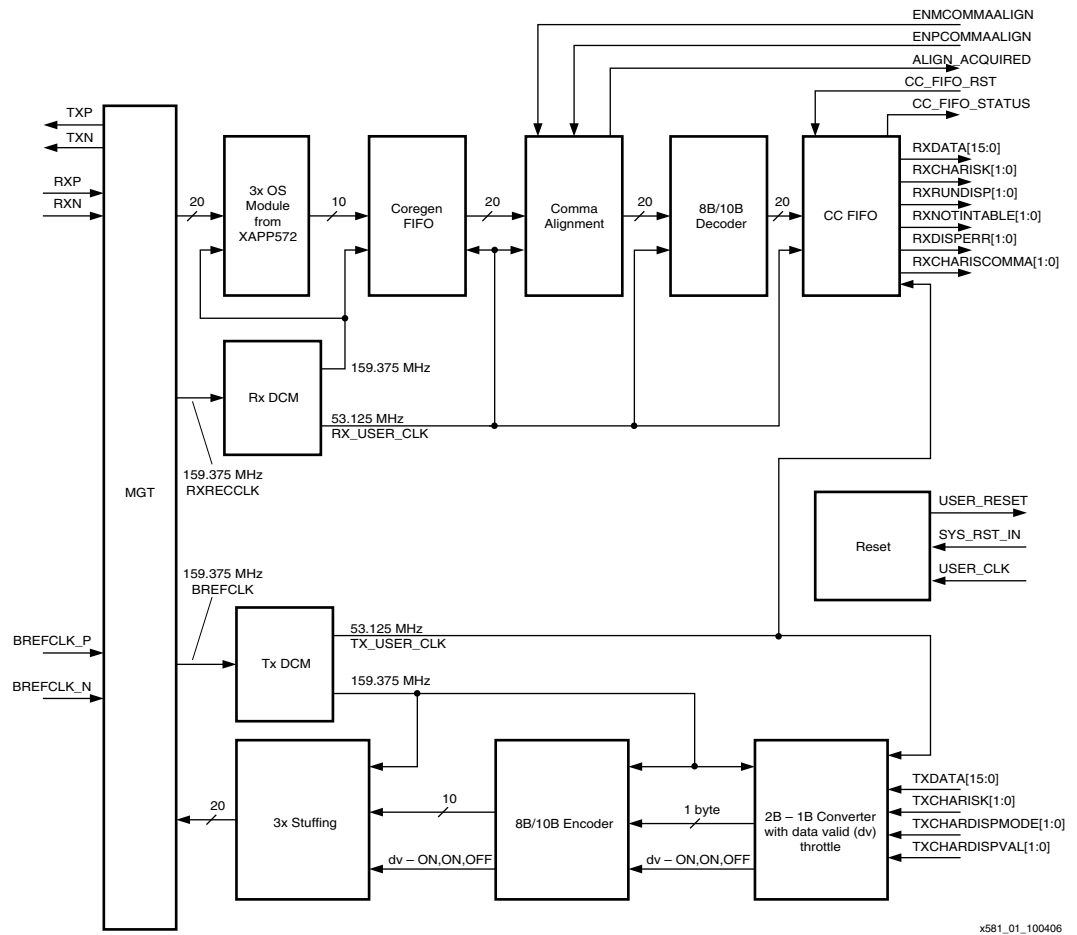 ENMCOMMAALIGN
ENPCOMMAALIGN
ALIGN_ACQUIRED
CC_FIFO_RST
CC_FIFO_STATUS
TXP
TXN
RXP
RXN
20
3x OS
Module
from
XAPP572
10
Coregen
FIFO
20
Comma
Alignment
20
8B/10B
Decoder
20
CC FIFO
RXDATA[15:0]
RXCHARISK[1:0]
RXRUNDISP[1:0]
RXNOTINTABLE[1:0]
RXDISPERR[1:0]
RXCHARISCOMMA[1:0]
Rx DCM
159.375 MHz
53.125 MHz
RX_USER_CLK
159.375 MHz
RXRECCLK
MGT
Reset
USER_RESET
SYS_RST_IN
USER_CLK
159.375 MHz
BREFCLK
BREFCLK_P
BREFCLK_N
Tx DCM
53.125 MHz
TX_USER_CLK
159.375 MHz
20
3x Stuffing
10
dv – ON,ON,OFF
8B/10B Encoder
1 byte
dv – ON,ON,OFF
2B – 1B Converter
with data valid (dv)
throttle
TXDATA[15:0]
TXCHARISK[1:0]
TXCHARDISPMODE[1:0]
TXCHARDISPVAL[1:0]
x581_01_100406